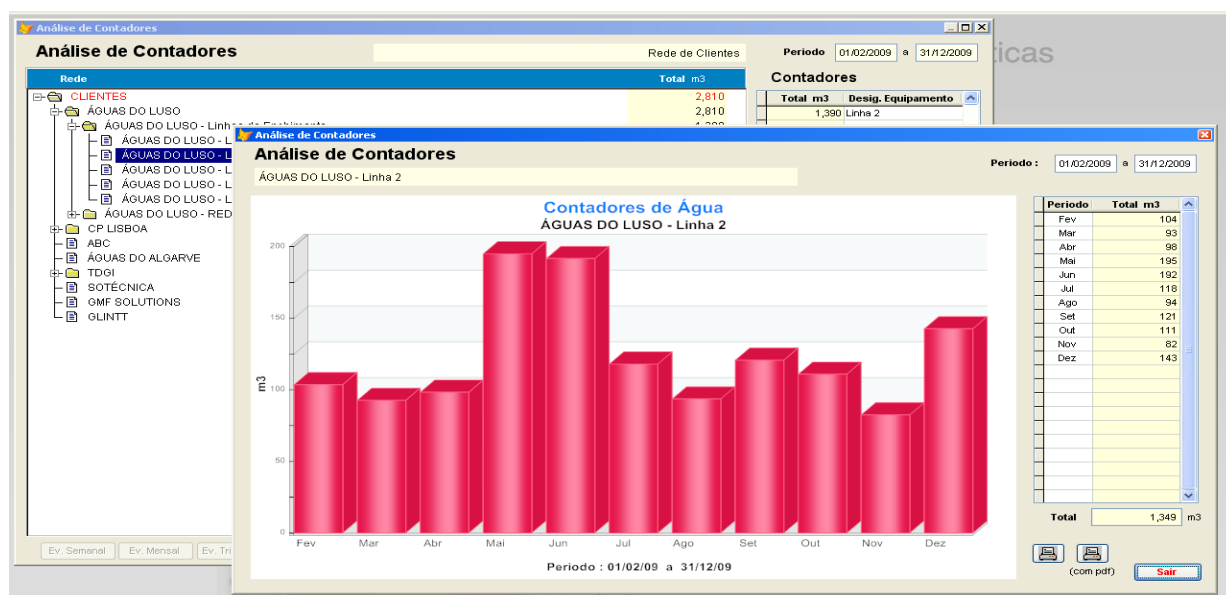 Análise de Contadores
ticas
Análise de Contadores
Rede de Clientes
Periodo 01/02/2009 a 31/12/2009
Rede Total m3
Contadores
CLIENTES 2,810
Total m3 Desig. Equipamento
ÁGUAS DO LUSO 2,810
1,390 Linha 2
ÁGUAS DO LUSO - Linhas de Enchimento
ÁGUAS DO LUSO - L
ÁGUAS DO LUSO - L
ÁGUAS DO LUSO - L
ÁGUAS DO LUSO - L
ÁGUAS DO LUSO - L
ÁGUAS DO LUSO - RED
CP LISBOA
ABC
ÁGUAS DO ALGARVE
TDGI
SOTÉCNICA
GMF SOLUTIONS
GLINTT
Ev. Semanal Ev. Mensal Ev. Tri
Análise de Contadores
Análise de Contadores
Periodo : 01/02/2009 a 31/12/2009
ÁGUAS DO LUSO - Linha 2
Contadores de Água
ÁGUAS DO LUSO - Linha 2
200
150
100
50
0
m3
Fev Mar Abr Mai Jun Jul Ago Set Out Nov Dez
Periodo : 01/02/09 a 31/12/09
Periodo Total m3
Fev 104
Mar 93
Abr 98
Mai 195
Jun 192
Jul 118
Ago 94
Set 121
Out 111
Nov 82
Dez 143
Total 1,349 m3
(com pdf)
Sair